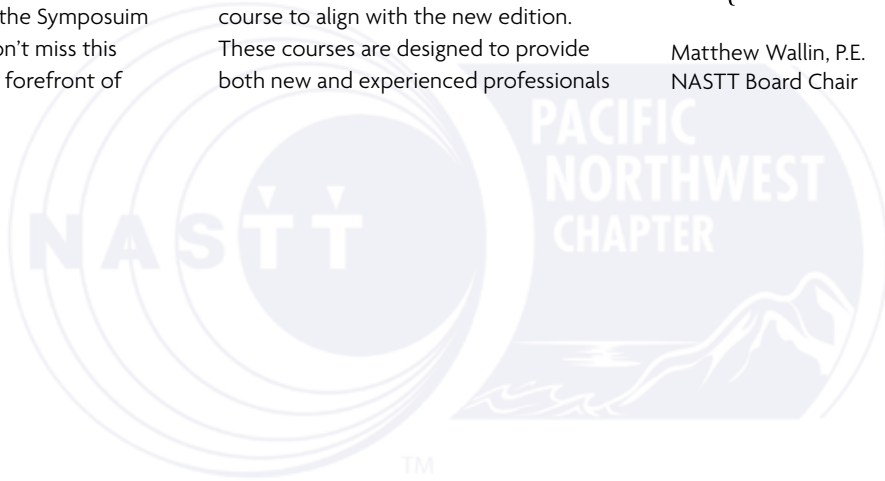 the Symposuim
on't miss this
forefront of
course to align with the new edition.
These courses are designed to provide
both new and experienced professionals
Matthew Wallin, P.E.
NASTT Board Chair
NASTT
PACIFIC
NORTHWEST
CHAPTER
TM